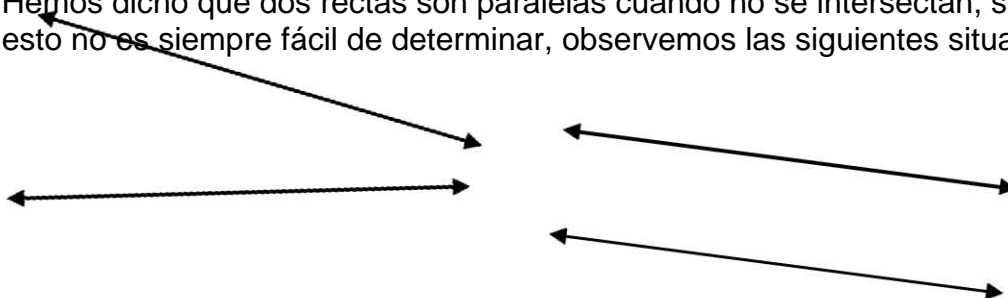 Hemos dicho que dos rectas son paralelas cuando no se intersectan, s
esto no es siempre fácil de determinar, observemos las siguientes situa